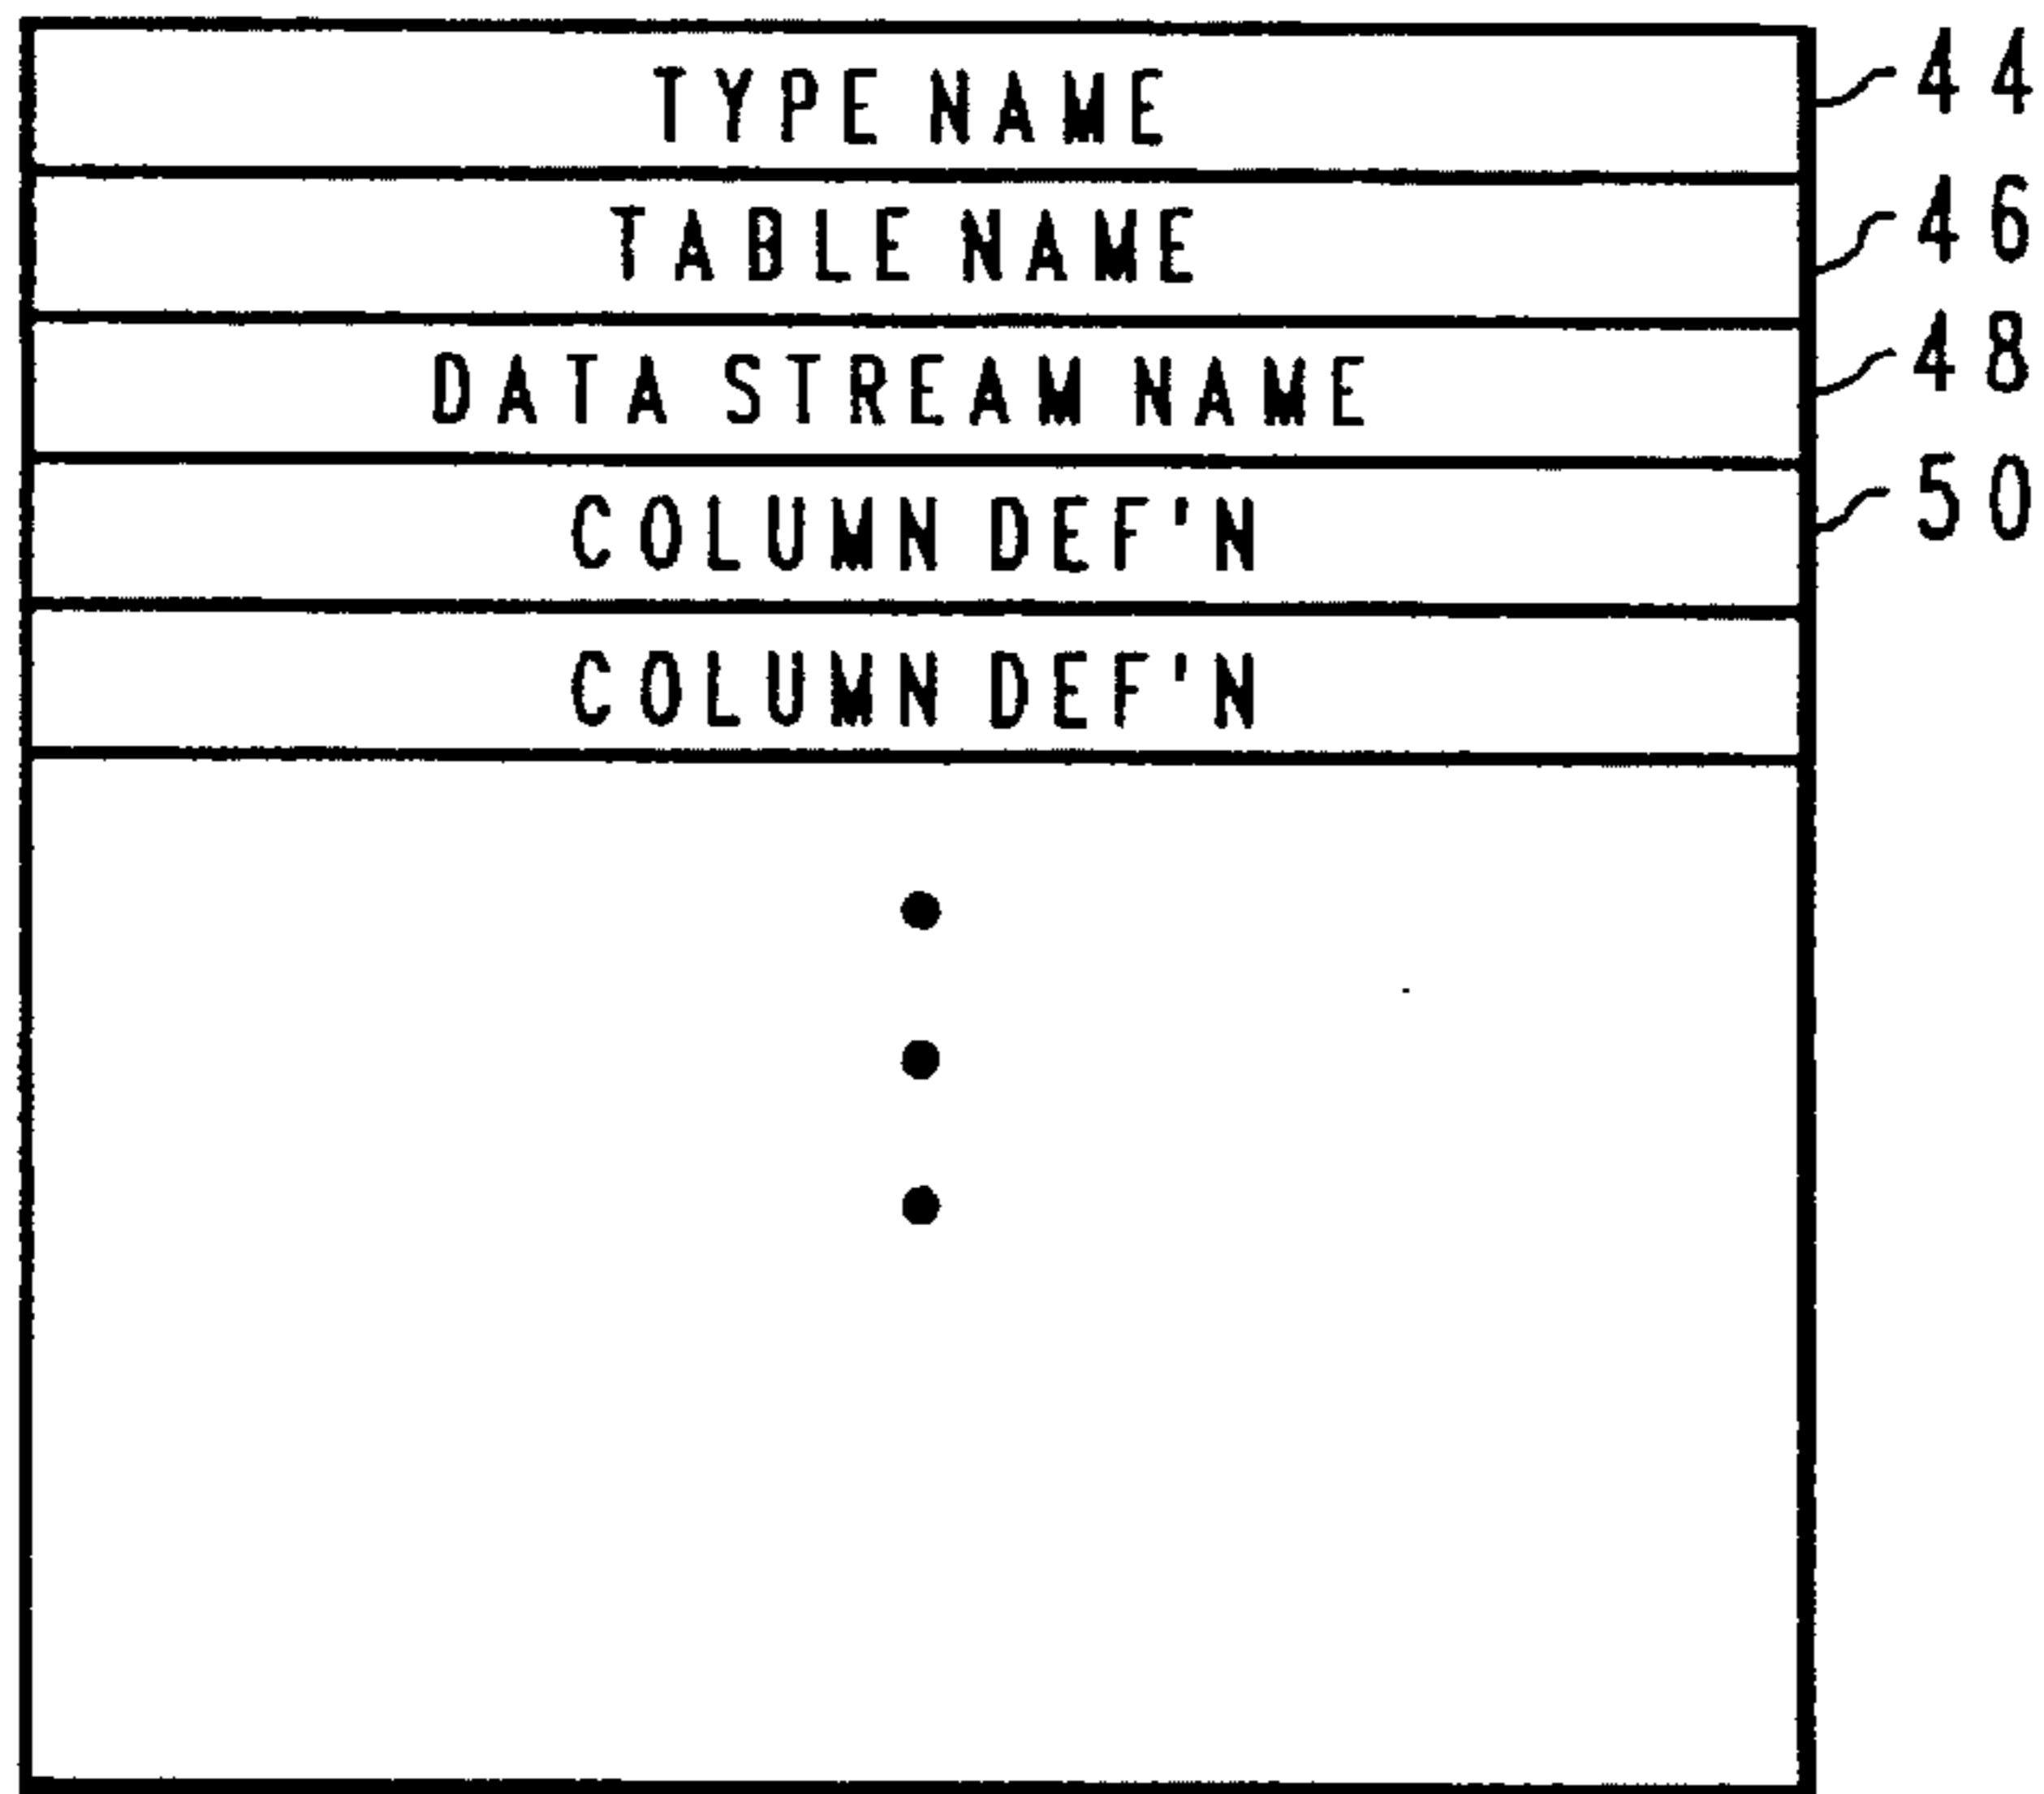 TYPE NAME 44
TABLE NAME 46
DATA STREAM NAME 48
COLUMN DEF'N 50
COLUMN DEF'N